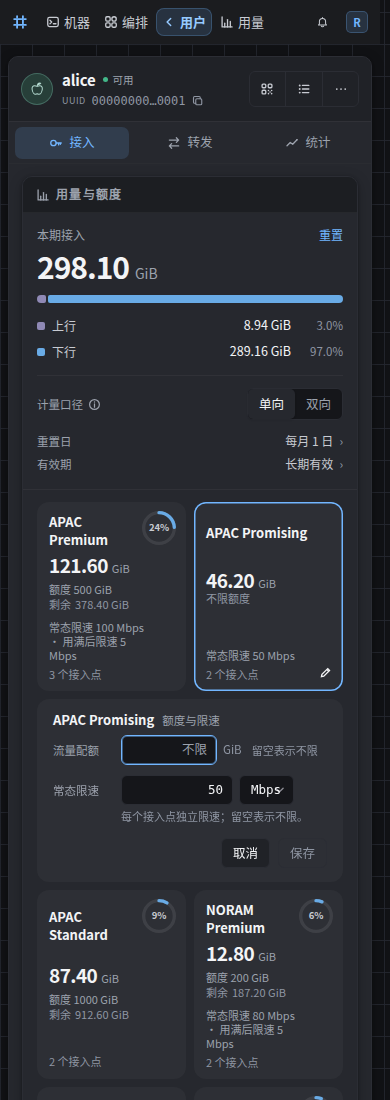 机器 编排 用户 用量 R
alice 可用
UUID 00000000…0001
接入 转发 统计
用量与额度
本期接入 重置
298.10 GiB
上行 8.94 GiB 3.0%
下行 289.16 GiB 97.0%
计量口径 单向 双向
重置日 每月 1 日 ›
有效期 长期有效 ›
APAC
Premium
24%
121.60 GiB
额度 500 GiB
剩余 378.40 GiB
常态限速 100 Mbps
· 用满后限速 5
Mbps
3 个接入点
APAC Promising
46.20 GiB
不限额度
常态限速 50 Mbps
2 个接入点
APAC Promising 额度与限速
流量配额 不限 GiB 留空表示不限
常态限速 50 Mbps
每个接入点独立限速；留空表示不限。
取消 保存
APAC
Standard
9%
87.40 GiB
额度 1000 GiB
剩余 912.60 GiB
2 个接入点
NORAM
Premium
6%
12.80 GiB
额度 200 GiB
剩余 187.20 GiB
常态限速 80 Mbps
· 用满后限速 5
Mbps
2 个接入点